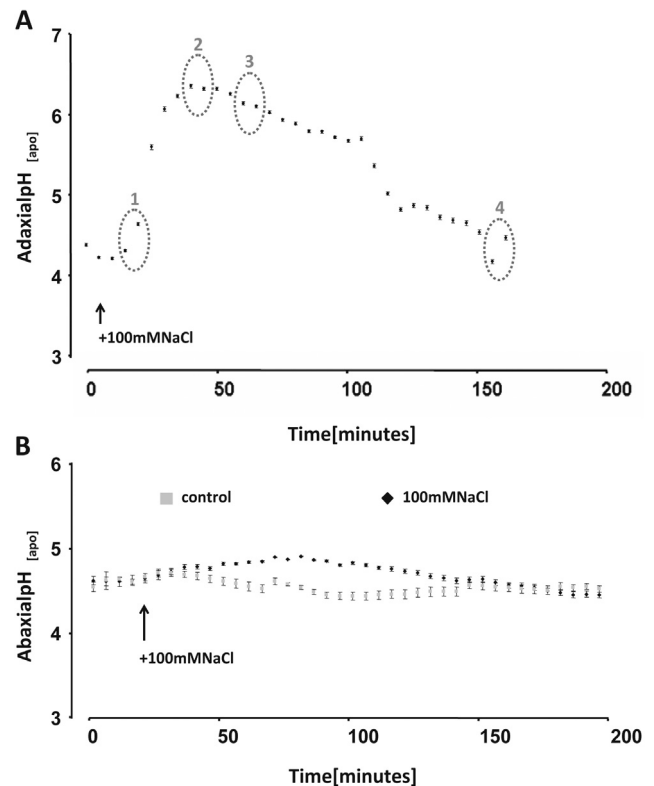 A
7
6
5
4
3
AdaxialpH [apo]
1
2
3
4
+100mMNaCl
0 50 100 150 200
Time[minutes]
B
6
5
4
3
AbaxialpH [apo]
control 100mMNaCl
+100mMNaCl
0 50 100 150 200
Time[minutes]